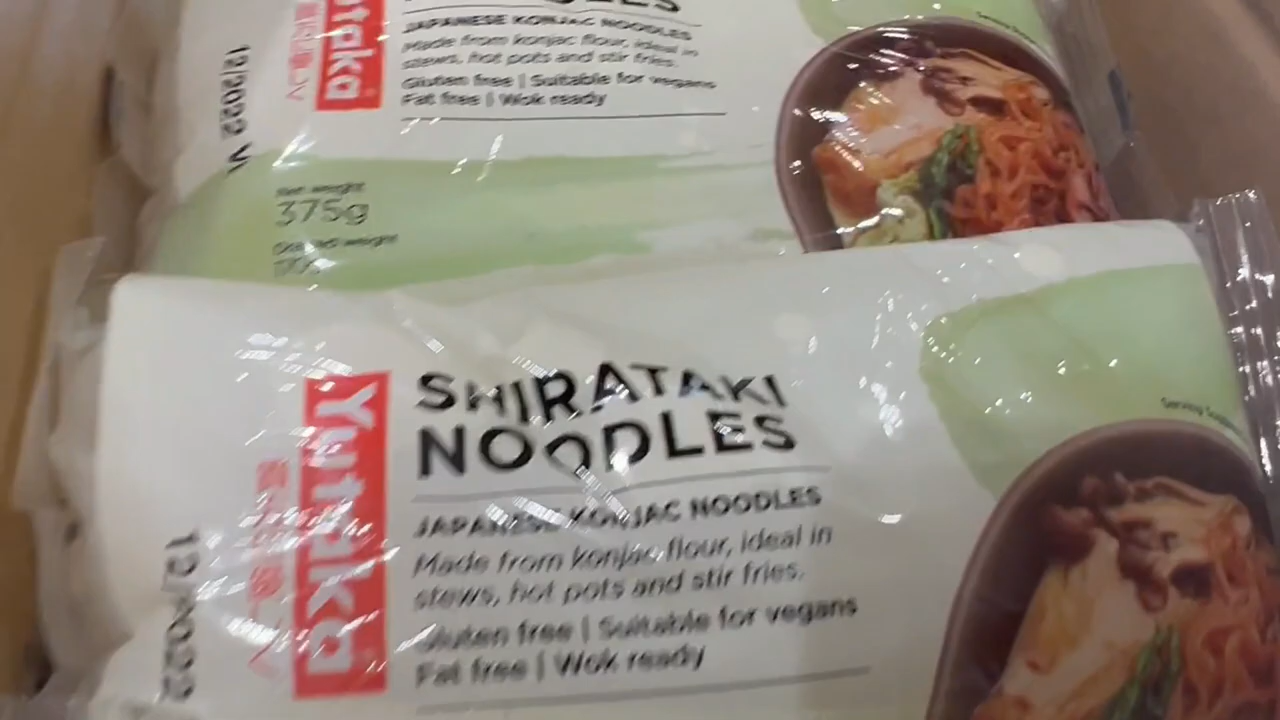 Yutaka
JAPANESE KONJAC NOODLES
Made from konjac flour, ideal in
stews, hot pots and stir fries.
Gluten free | Suitable for vegans
Fat free | Wok ready
12/2022
Net weight
375g
weight
Yutaka
SHIRATAKI
NOODLES
JAPANESE KONJAC NOODLES
Made from konjac flour, ideal in
stews, hot pots and stir fries.
Gluten free | Suitable for vegans
Fat free | Wok ready
12/2022
Serving